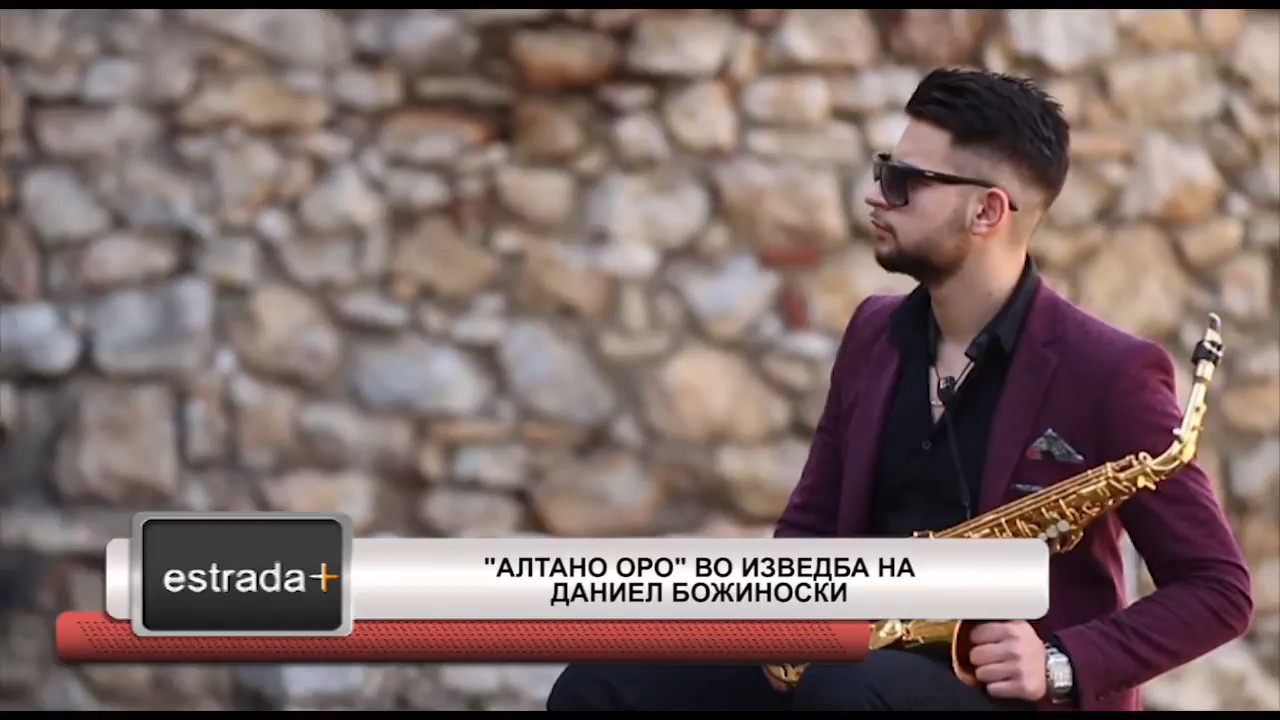 estrada+
"АЛТАНО ОРО" ВО ИЗВЕДБА НА
ДАНИЕЛ БОЖИНОСКИ